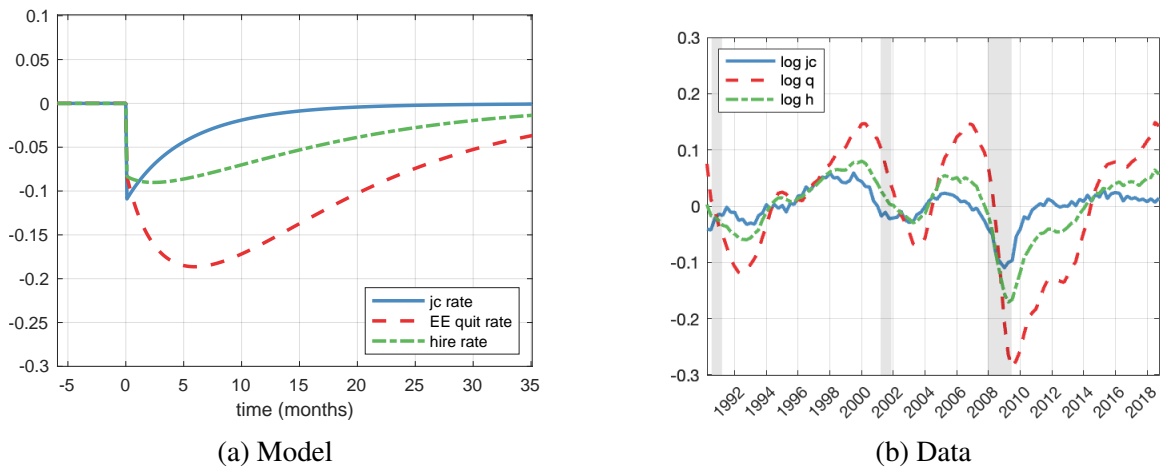 0.1
0.05
0
-0.05
-0.1
-0.15
-0.2
-0.25
-0.3
-5 0 5 10 15 20 25 30 35
time (months)
jc rate
EE quit rate
hire rate
(a) Model
0.3
0.2
0.1
0
-0.1
-0.2
-0.3
1992 1994 1996 1998 2000 2002 2004 2006 2008 2010 2012 2014 2016 2018
log jc
log q
log h
(b) Data